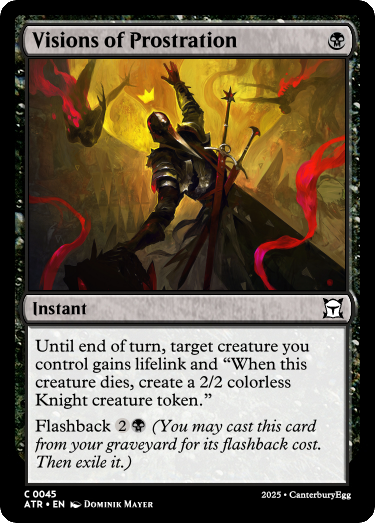 Visions of Prostration
Instant
Until end of turn, target creature you
control gains lifelink and “When this
creature dies, create a 2/2 colorless
Knight creature token.”
Flashback 2 (You may cast this card
from your graveyard for its flashback cost.
Then exile it.)
C 0045
ATR • EN Dominik Mayer
2025 • CanterburyEgg